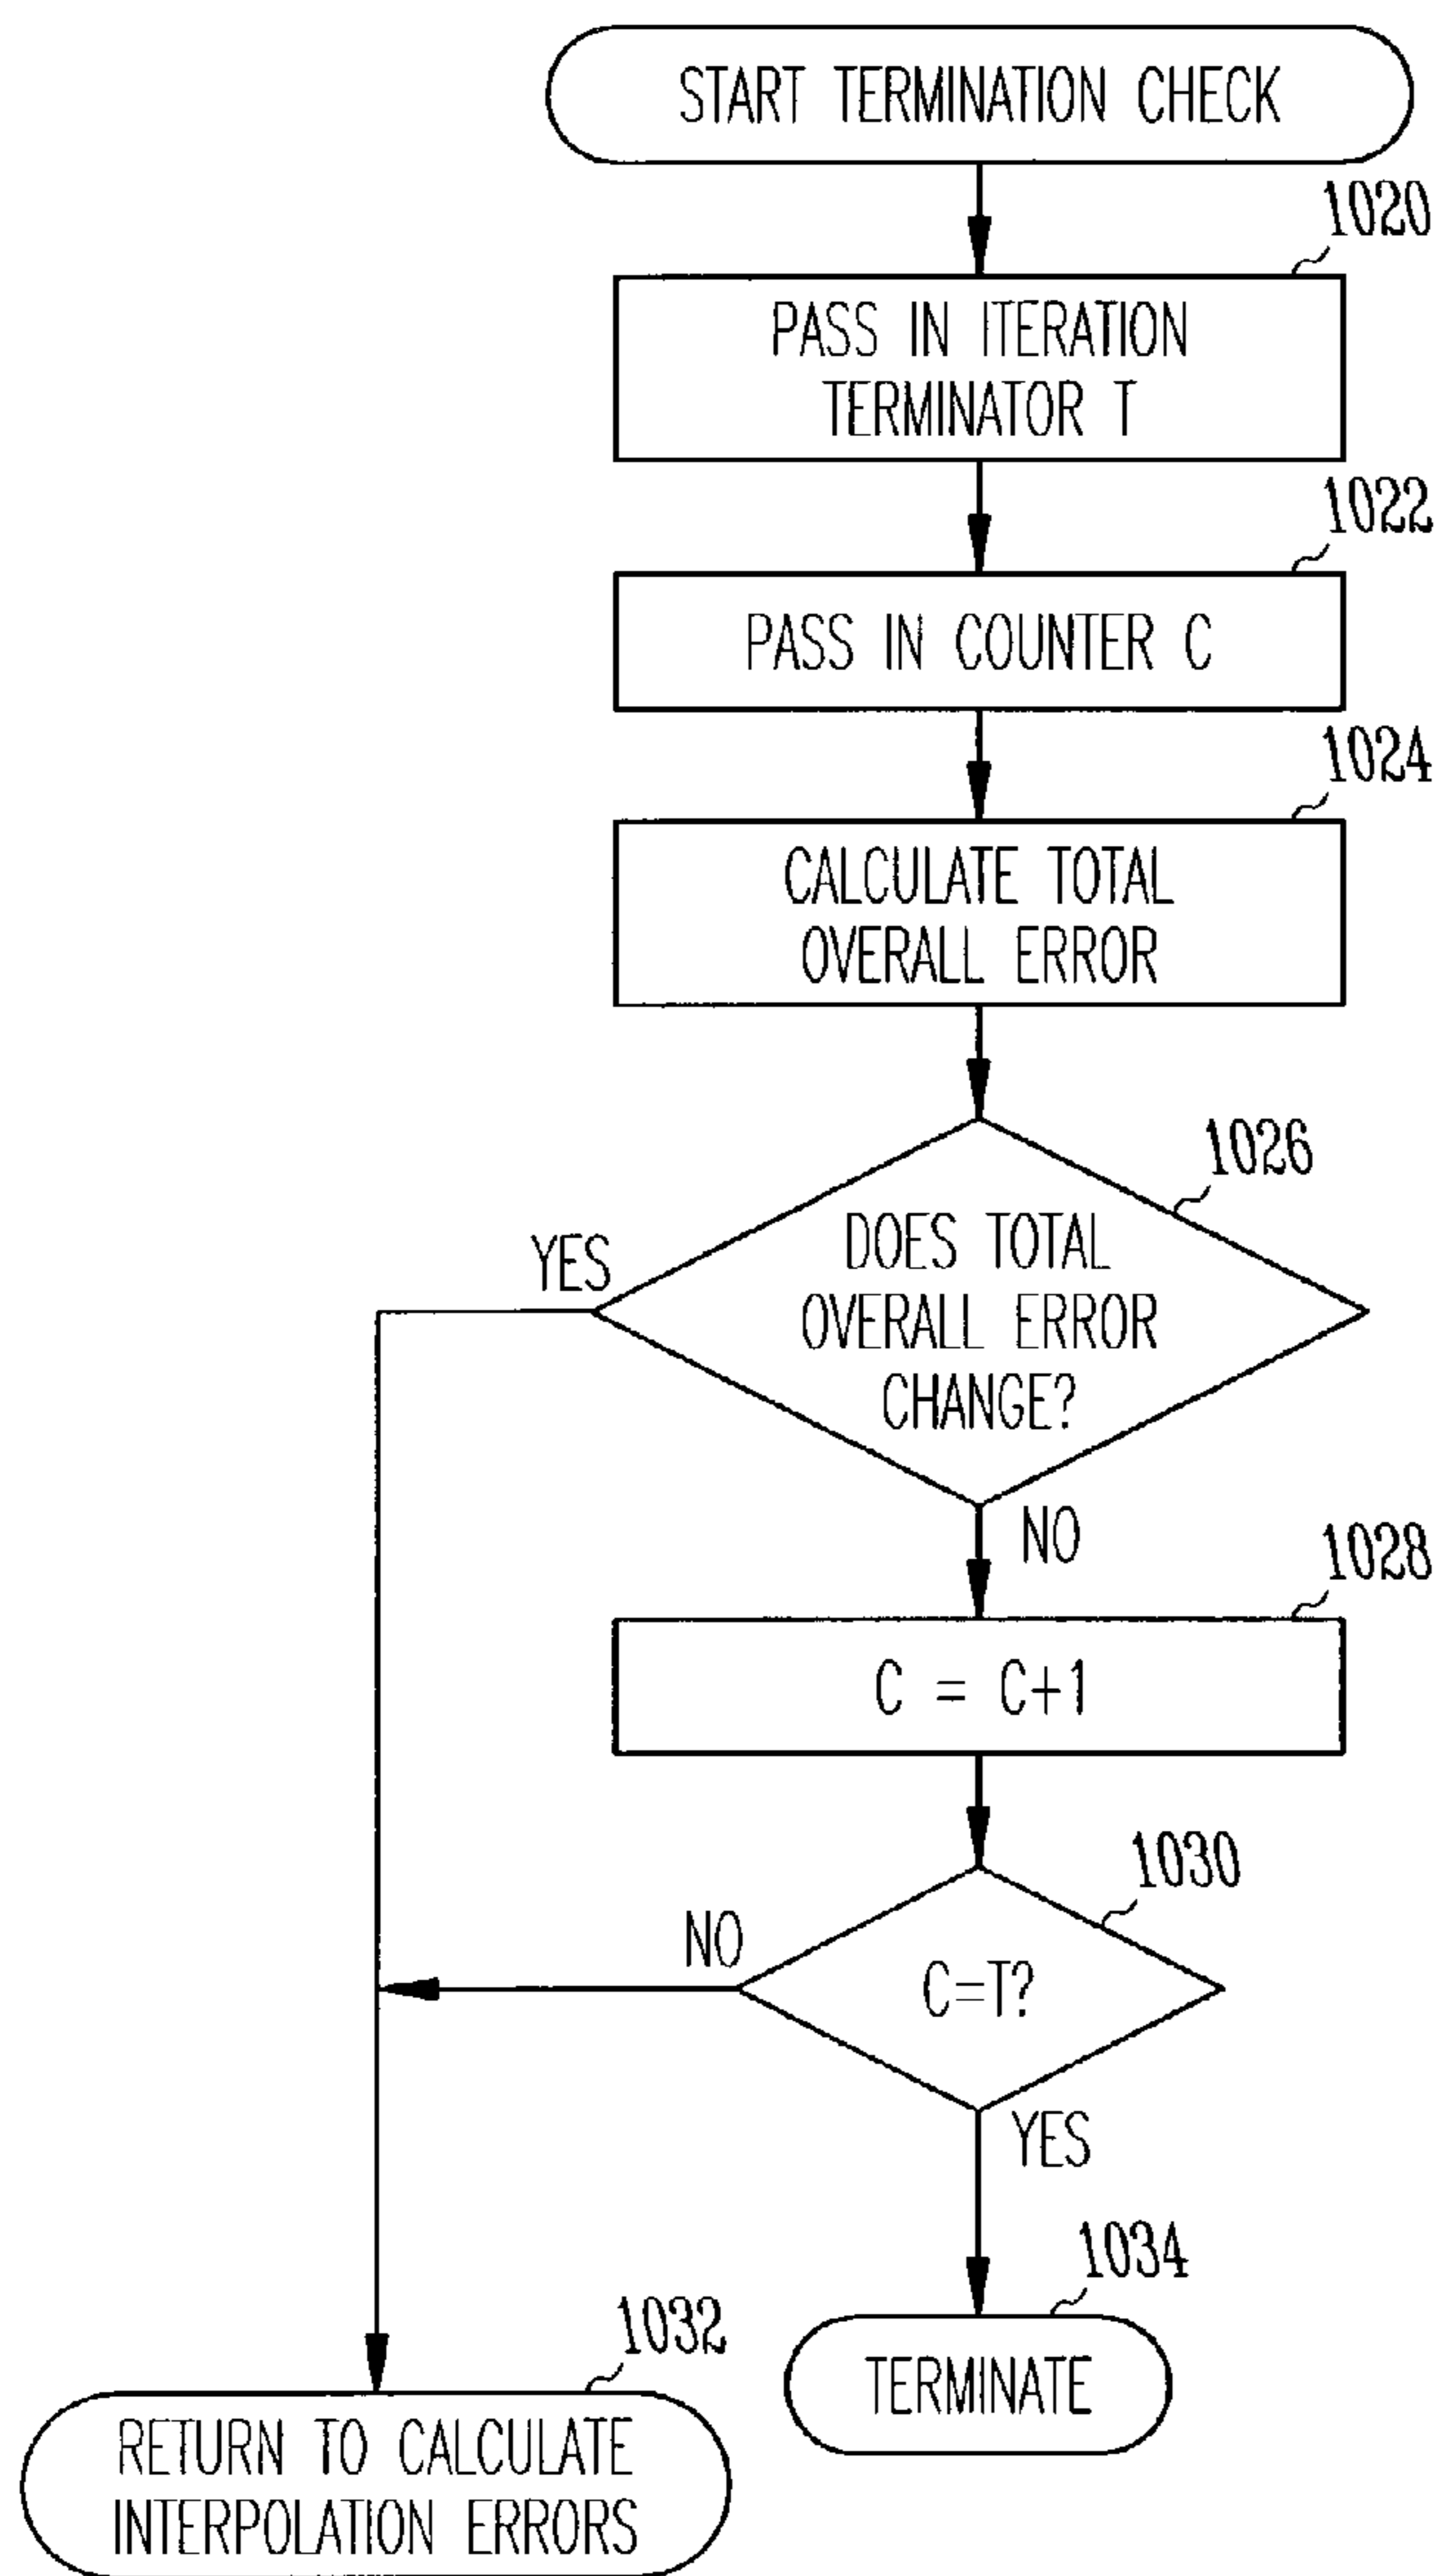 START TERMINATION CHECK
1020
PASS IN ITERATION
TERMINATOR T
1022
PASS IN COUNTER C
1024
CALCULATE TOTAL
OVERALL ERROR
1026
YES
DOES TOTAL
OVERALL ERROR
CHANGE?
NO
1028
C = C+1
1030
NO
C=T?
YES
1034
TERMINATE
1032
RETURN TO CALCULATE
INTERPOLATION ERRORS